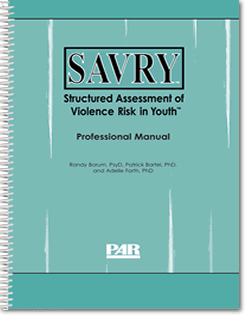 SAVRY™
Structured Assessment of
Violence Risk in Youth™
Professional Manual
Randy Borum, PsyD, Patrick Bartel, PhD,
and Adelle Forth, PhD
PAR